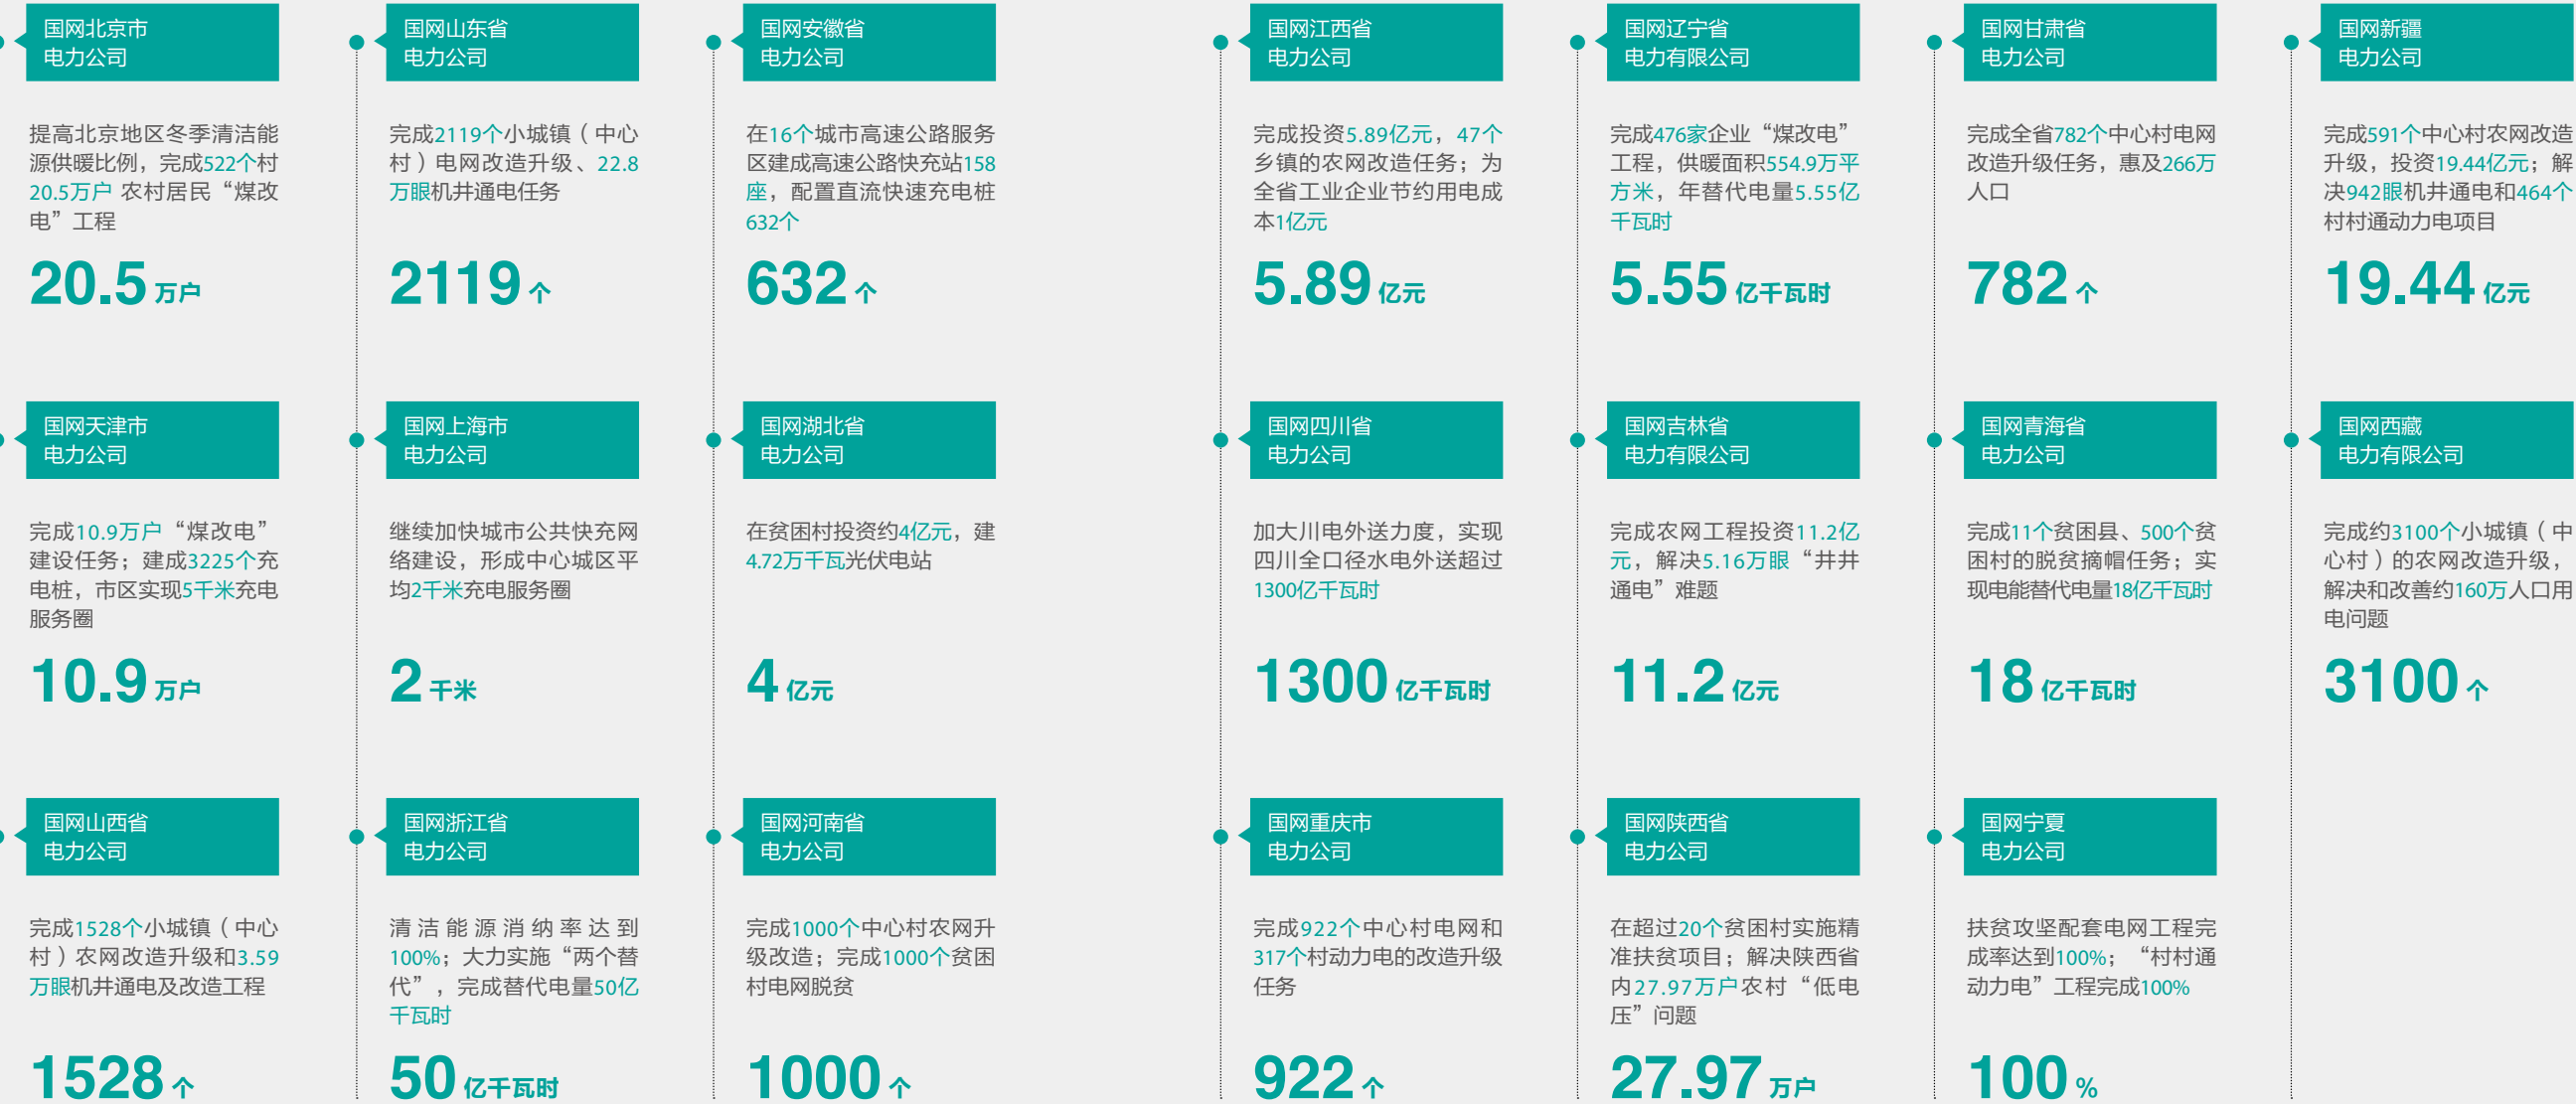 国网北京市
电力公司
提高北京地区冬季清洁能
源供暖比例，完成522个村
20.5万户 农村居民“煤改
电”工程
20.5 万户
国网天津市
电力公司
完成10.9万户“煤改电”
建设任务；建成3225个充
电桩，市区实现5千米充电
服务圈
10.9 万户
国网山西省
电力公司
完成1528个小城镇（中心
村）农网改造升级和3.59
万眼机井通电及改造工程
1528 个
国网山东省
电力公司
完成2119个小城镇（中心
村）电网改造升级、22.8
万眼机井通电任务
2119 个
国网上海市
电力公司
继续加快城市公共快充网
络建设，形成中心城区平
均2千米充电服务圈
2 千米
国网浙江省
电力公司
清洁能源消纳率达到
100%；大力实施“两个替
代”，完成替代电量50亿
千瓦时
50 亿千瓦时
国网安徽省
电力公司
在16个城市高速公路服务
区建成高速公路快充站158
座，配置直流快速充电桩
632个
632 个
国网湖北省
电力公司
在贫困村投资约4亿元，建
4.72万千瓦光伏电站
4 亿元
国网河南省
电力公司
完成1000个中心村农网升
级改造；完成1000个贫困
村电网脱贫
1000 个
国网江西省
电力公司
完成投资5.89亿元，47个
乡镇的农网改造任务；为
全省工业企业节约用电成
本1亿元
5.89 亿元
国网四川省
电力公司
加大川电外送力度，实现
四川全口径水电外送超过
1300亿千瓦时
1300 亿千瓦时
国网重庆市
电力公司
完成922个中心村电网和
317个村动力电的改造升级
任务
922 个
国网辽宁省
电力有限公司
完成476家企业“煤改电”
工程，供暖面积554.9万平
方米，年替代电量5.55亿
千瓦时
5.55 亿千瓦时
国网吉林省
电力有限公司
完成农网工程投资11.2亿
元，解决5.16万眼“井井
通电”难题
11.2 亿元
国网陕西省
电力公司
在超过20个贫困村实施精
准扶贫项目；解决陕西省
内27.97万户农村“低电
压”问题
27.97 万户
国网甘肃省
电力公司
完成全省782个中心村电网
改造升级任务，惠及266万
人口
782 个
国网青海省
电力公司
完成11个贫困县、500个贫
困村的脱贫摘帽任务；实
现电能替代电量18亿千瓦时
18 亿千瓦时
国网宁夏
电力公司
扶贫攻坚配套电网工程完
成率达到100%；“村村通
动力电”工程完成100%
100 %
国网新疆
电力公司
完成591个中心村农网改造
升级，投资19.44亿元；解
决942眼机井通电和464个
村村通动力电项目
19.44 亿元
国网西藏
电力有限公司
完成约3100个小城镇（中
心村）的农网改造升级，
解决和改善约160万人口用
电问题
3100 个